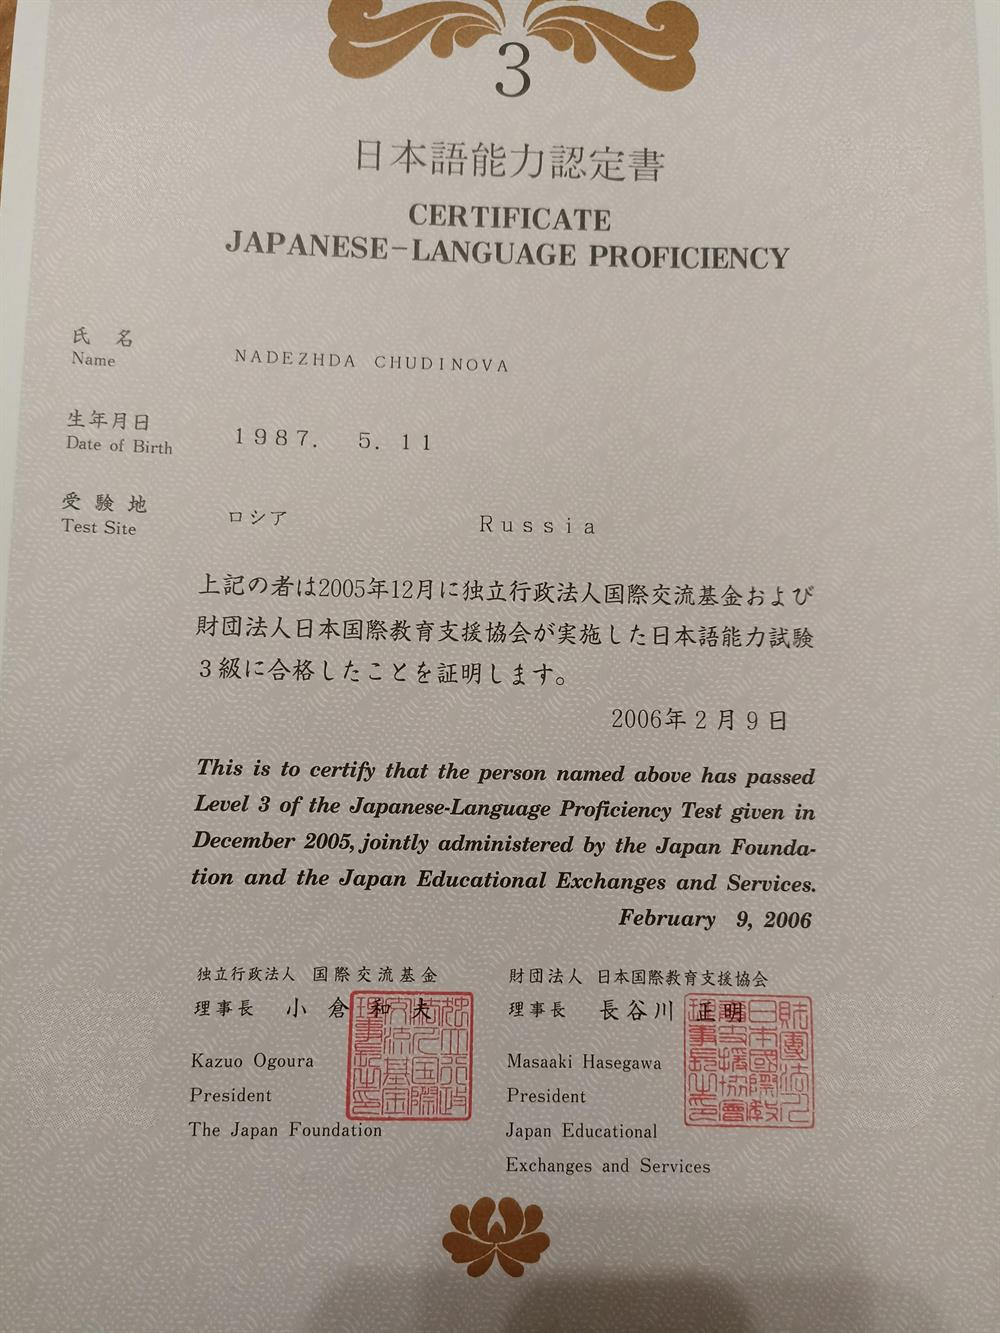 3
日本語能力認定書
CERTIFICATE
JAPANESE-LANGUAGE PROFICIENCY
氏 名
Name
NADEZHDA CHUDINOVA
生年月日
Date of Birth
1987. 5. 11
受験地
Test Site
ロシア Russia
上記の者は2005年12月に独立行政法人国際交流基金および
財団法人日本国際教育支援協会が実施した日本語能力試験
3級に合格したことを証明します。
2006年2月9日
This is to certify that the person named above has passed
Level 3 of the Japanese-Language Proficiency Test given in
December 2005, jointly administered by the Japan Founda-
tion and the Japan Educational Exchanges and Services.
February 9, 2006
独立行政法人 国際交流基金
理事長 小倉和夫
Kazuo Ogoura
President
The Japan Foundation
財団法人 日本国際教育支援協会
理事長 長谷川 正明
Masaaki Hasegawa
President
Japan Educational
Exchanges and Services